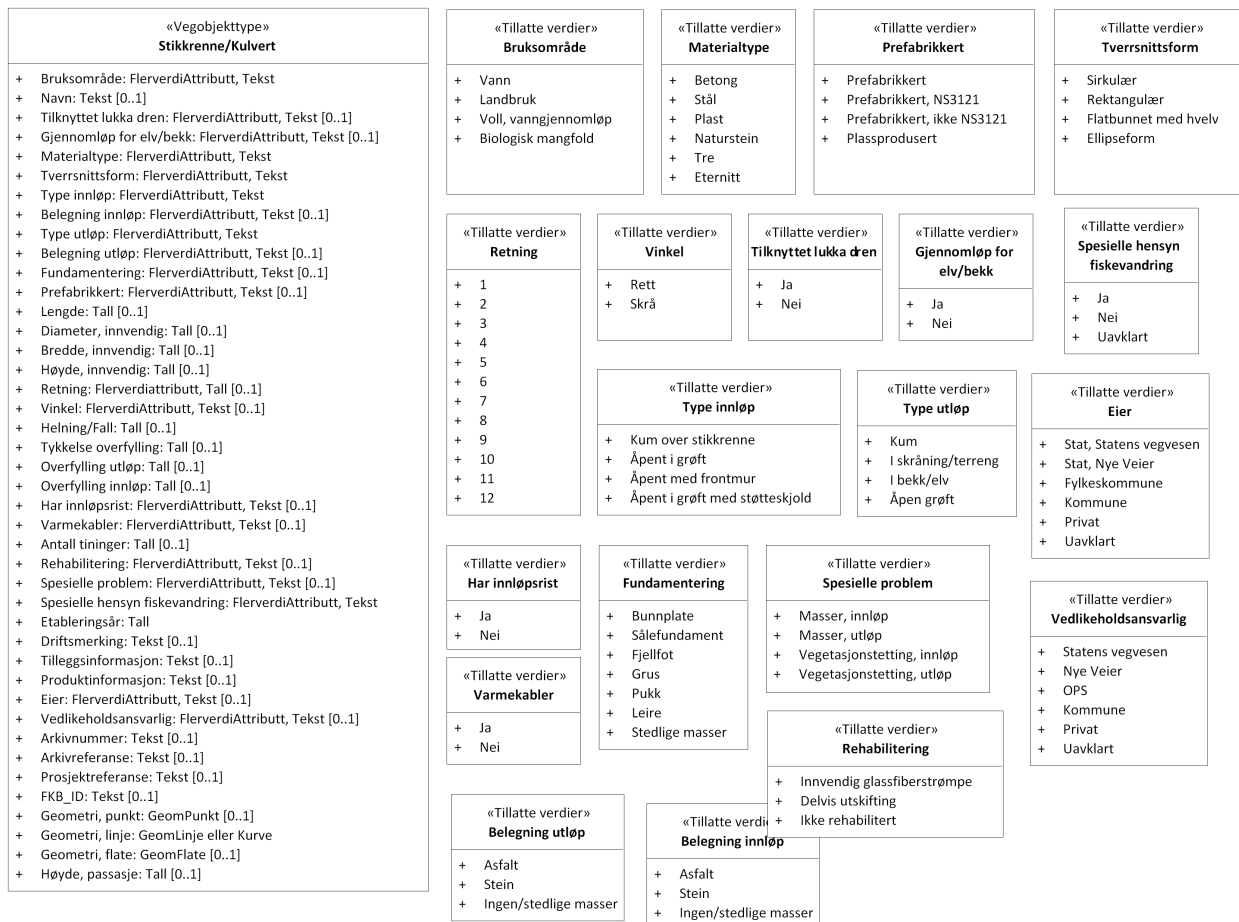 «Vegobjekttype»
Stikkrenne/Kulvert
+ Bruksområde: FlerverdiAttributt, Tekst
+ Navn: Tekst [0..1]
+ Tilknyttet lukka dren: FlerverdiAttributt, Tekst [0..1]
+ Gjennomløp for elv/bekk: FlerverdiAttributt, Tekst [0..1]
+ Materialtype: FlerverdiAttributt, Tekst
+ Tverrsnittsform: FlerverdiAttributt, Tekst
+ Type innløp: FlerverdiAttributt, Tekst
+ Belegning innløp: FlerverdiAttributt, Tekst [0..1]
+ Type utløp: FlerverdiAttributt, Tekst
+ Belegning utløp: FlerverdiAttributt, Tekst [0..1]
+ Fundamentering: FlerverdiAttributt, Tekst [0..1]
+ Prefabrikkert: FlerverdiAttributt, Tekst [0..1]
+ Lengde: Tall [0..1]
+ Diameter, innvendig: Tall [0..1]
+ Bredde, innvendig: Tall [0..1]
+ Høyde, innvendig: Tall [0..1]
+ Retning: Flerverdiattributt, Tall [0..1]
+ Vinkel: FlerverdiAttributt, Tekst [0..1]
+ Helning/Fall: Tall [0..1]
+ Tykkelse overfylling: Tall [0..1]
+ Overfylling utløp: Tall [0..1]
+ Overfylling innløp: Tall [0..1]
+ Har innløpsrist: FlerverdiAttributt, Tekst [0..1]
+ Varmekabler: FlerverdiAttributt, Tekst [0..1]
+ Antall tininger: Tall [0..1]
+ Rehabilitering: FlerverdiAttributt, Tekst [0..1]
+ Spesielle problem: FlerverdiAttributt, Tekst [0..1]
+ Spesielle hensyn fiskevandring: FlerverdiAttributt, Tekst
+ Etableringsår: Tall
+ Driftsmerking: Tekst [0..1]
+ Tilleggsinformasjon: Tekst [0..1]
+ Produktinformasjon: Tekst [0..1]
+ Eier: FlerverdiAttributt, Tekst [0..1]
+ Vedlikeholdsansvarlig: FlerverdiAttributt, Tekst [0..1]
+ Arkivnummer: Tekst [0..1]
+ Arkivreferanse: Tekst [0..1]
+ Prosjektreferanse: Tekst [0..1]
+ FKB_ID: Tekst [0..1]
+ Geometri, punkt: GeomPunkt [0..1]
+ Geometri, linje: GeomLinje eller Kurve
+ Geometri, flate: GeomFlate [0..1]
+ Høyde, passasje: Tall [0..1]
«Tillatte verdier»
Bruksområde
+ Vann
+ Landbruk
+ Voll, vanngjennomløp
+ Biologisk mangfold
«Tillatte verdier»
Materialtype
+ Betong
+ Stål
+ Plast
+ Naturstein
+ Tre
+ Eternitt
«Tillatte verdier»
Prefabrikkert
+ Prefabrikkert
+ Prefabrikkert, NS3121
+ Prefabrikkert, ikke NS3121
+ Plassprodusert
«Tillatte verdier»
Tverrsnittsform
+ Sirkulær
+ Rektangulær
+ Flatbunnet med hvelv
+ Ellipseform
«Tillatte verdier»
Retning
+ 1
+ 2
+ 3
+ 4
+ 5
+ 6
+ 7
+ 8
+ 9
+ 10
+ 11
+ 12
«Tillatte verdier»
Vinkel
+ Rett
+ Skrå
«Tillatte verdier»
Tilknyttet lukka dren
+ Ja
+ Nei
«Tillatte verdier»
Gjennomløp for
elv/bekk
+ Ja
+ Nei
«Tillatte verdier»
Spesielle hensyn
fiskevandring
+ Ja
+ Nei
+ Uavklart
«Tillatte verdier»
Type innløp
+ Kum over stikkrenne
+ Åpent i grøft
+ Åpent med frontmur
+ Åpent i grøft med støtteskjold
«Tillatte verdier»
Type utløp
+ Kum
+ I skråning/terreng
+ I bekk/elv
+ Åpen grøft
«Tillatte verdier»
Eier
+ Stat, Statens vegvesen
+ Stat, Nye Veier
+ Fylkeskommune
+ Kommune
+ Privat
+ Uavklart
«Tillatte verdier»
Har innløpsrist
+ Ja
+ Nei
«Tillatte verdier»
Fundamentering
+ Bunnplate
+ Sålefundament
+ Fjellfot
+ Grus
+ Pukk
+ Leire
+ Stedlige masser
«Tillatte verdier»
Spesielle problem
+ Masser, innløp
+ Masser, utløp
+ Vegetasjonstetting, innløp
+ Vegetasjonstetting, utløp
«Tillatte verdier»
Vedlikeholdsansvarlig
+ Statens vegvesen
+ Nye Veier
+ OPS
+ Kommune
+ Privat
+ Uavklart
«Tillatte verdier»
Varmekabler
+ Ja
+ Nei
«Tillatte verdier»
Rehabilitering
+ Innvendig glassfiberstrømpe
+ Delvis utskifting
+ Ikke rehabilitert
«Tillatte verdier»
Belegning utløp
+ Asfalt
+ Stein
+ Ingen/stedlige masser
«Tillatte verdi
Belegning innløp
+ Asfalt
+ Stein
+ Ingen/stedlige masser